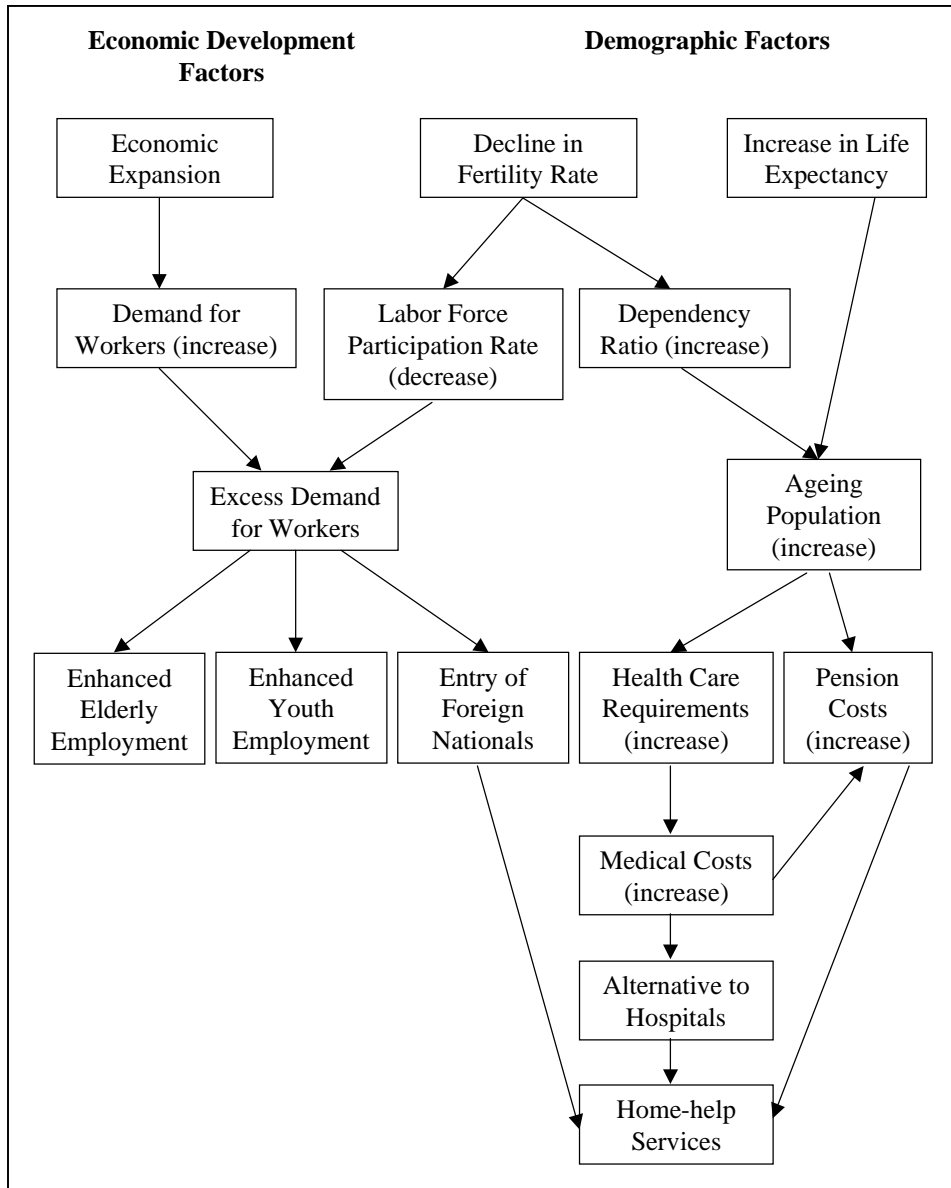 Economic Development
Factors
Demographic Factors
Economic
Expansion
Decline in
Fertility Rate
Increase in Life
Expectancy
Demand for
Workers (increase)
Labor Force
Participation Rate
(decrease)
Dependency
Ratio (increase)
Excess Demand
for Workers
Ageing
Population
(increase)
Enhanced
Elderly
Employment
Enhanced
Youth
Employment
Entry of
Foreign
Nationals
Health Care
Requirements
(increase)
Pension
Costs
(increase)
Medical Costs
(increase)
Alternative to
Hospitals
Home-help
Services